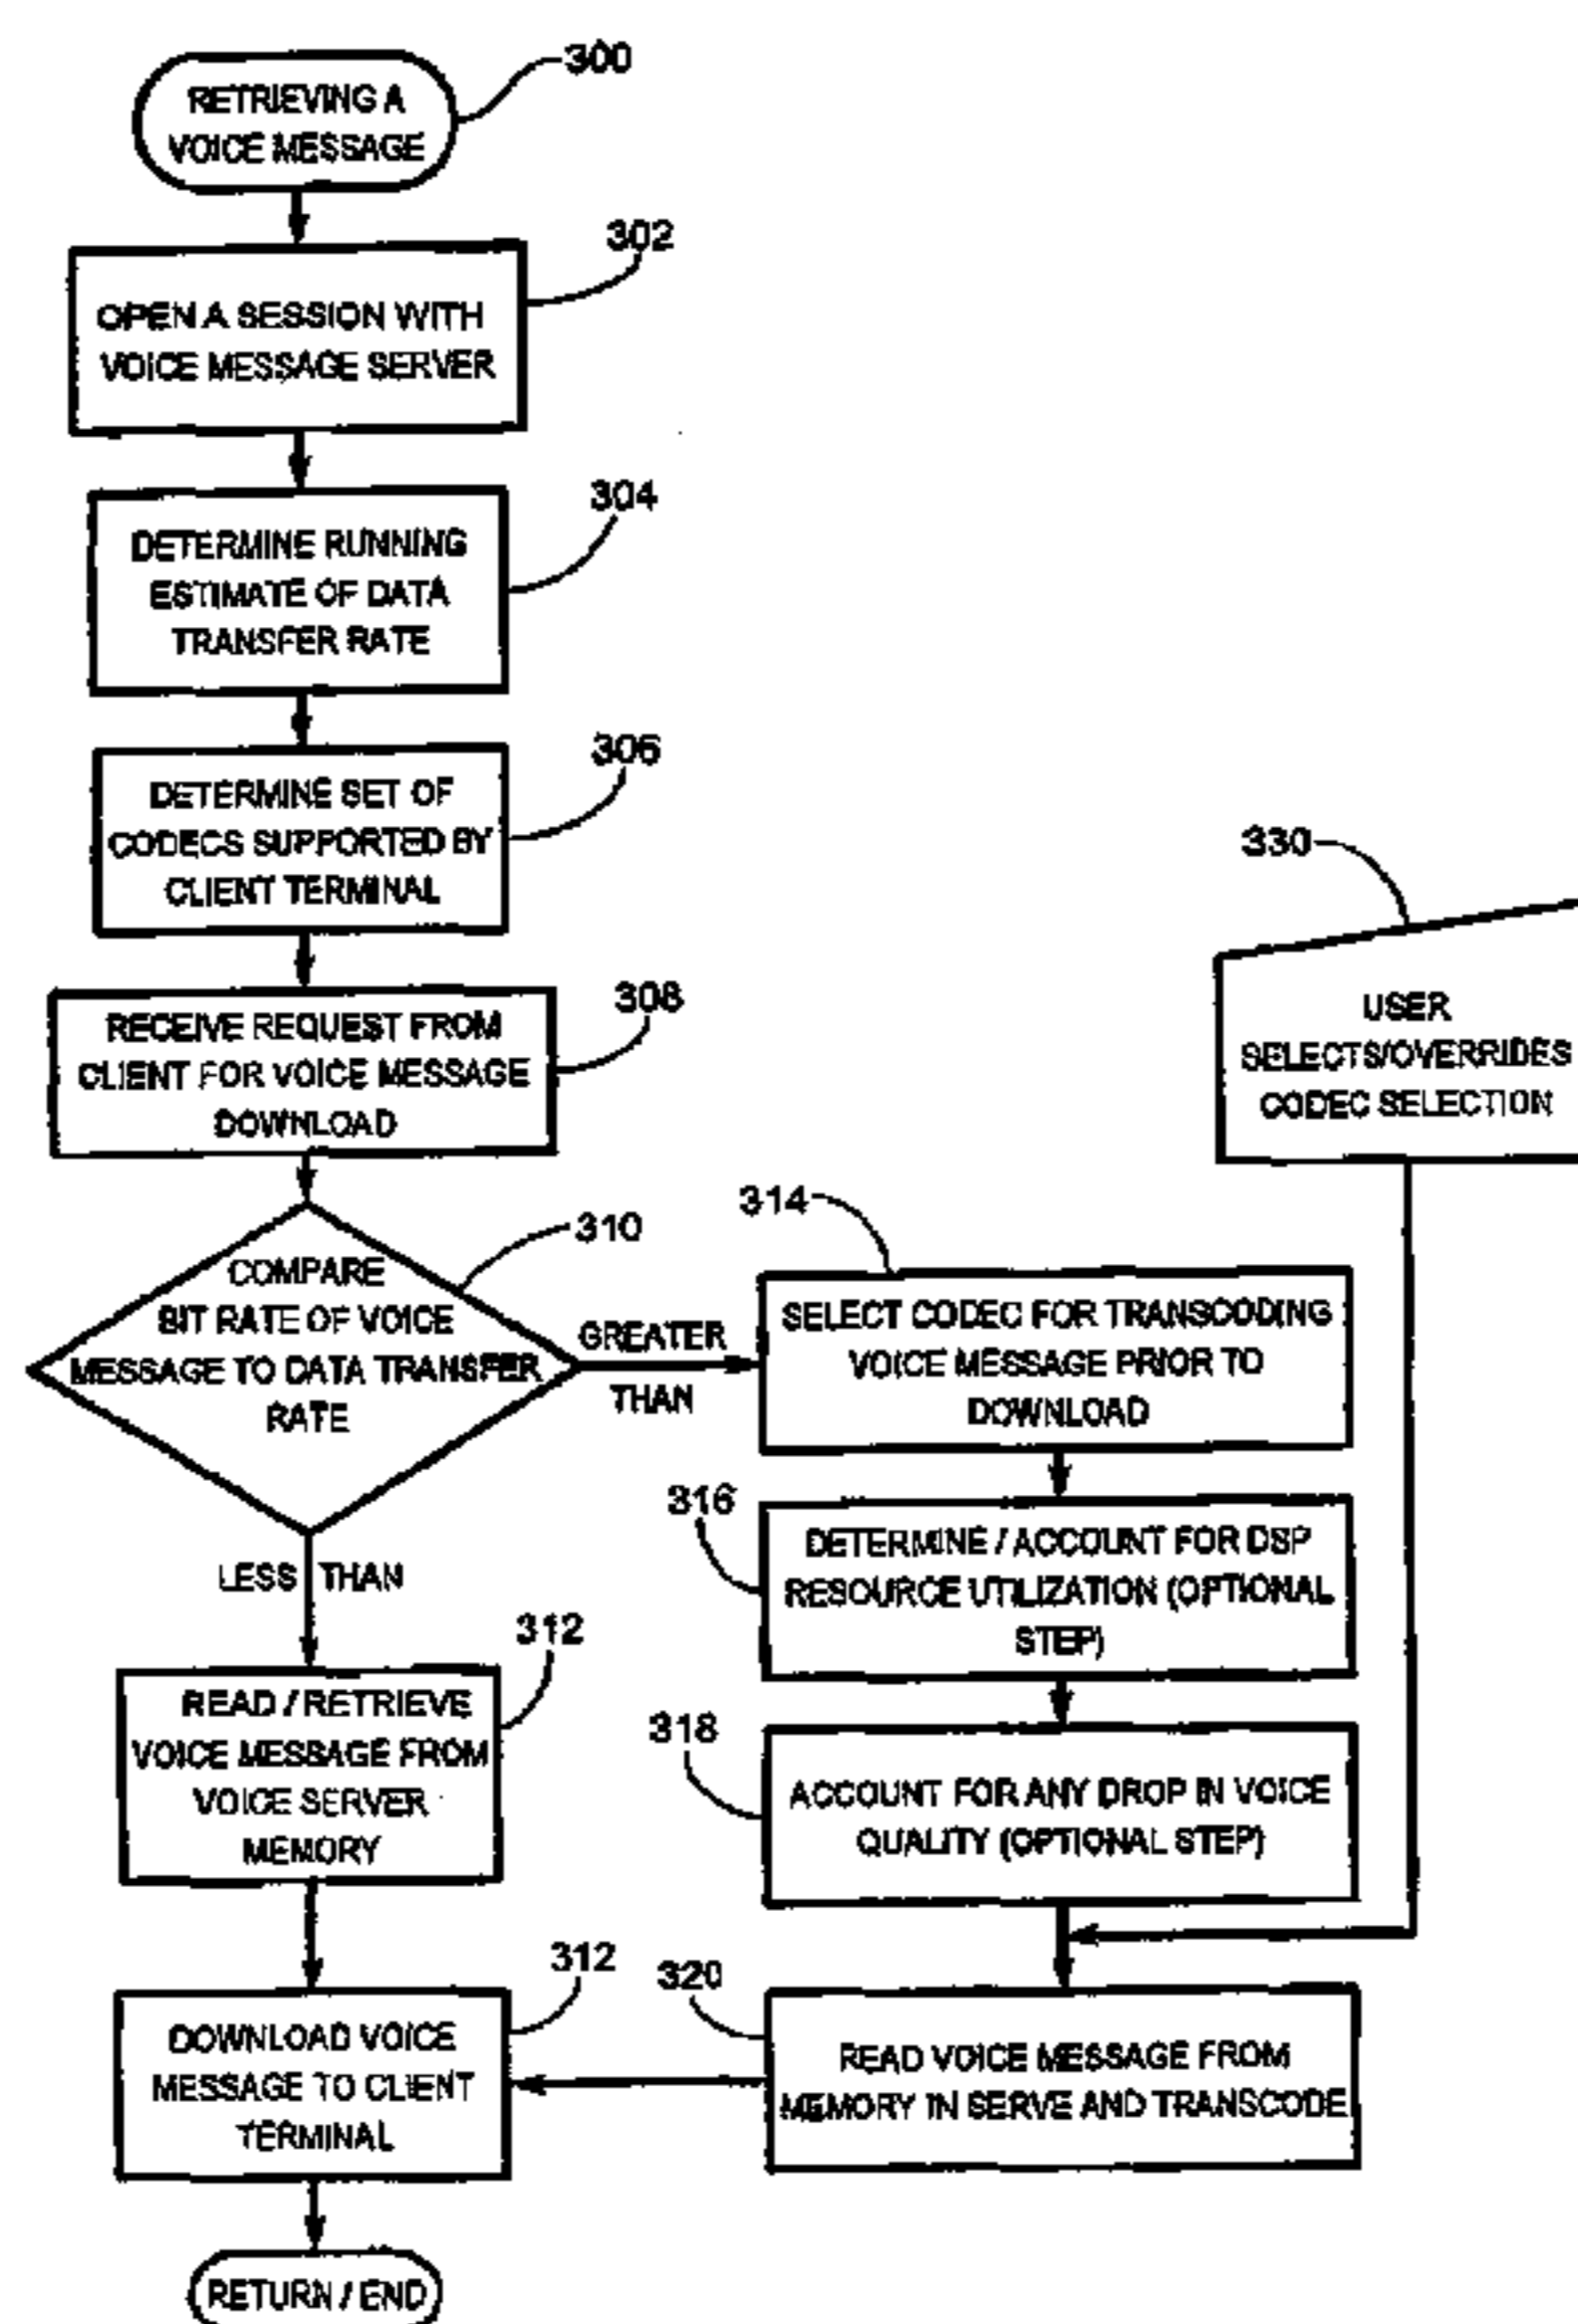 300
RETRIEVING A
VOICE MESSAGE
302
OPEN A SESSION WITH
VOICE MESSAGE SERVER
304
DETERMINE RUNNING
ESTIMATE OF DATA
TRANSFER RATE
306
DETERMINE SET OF
CODECS SUPPORTED BY
CLIENT TERMINAL
308
RECEIVE REQUEST FROM
CLIENT FOR VOICE MESSAGE
DOWNLOAD
310
COMPARE
BIT RATE OF VOICE
MESSAGE TO DATA TRANSFER
RATE
GREATER
THAN
LESS THAN
312
READ / RETRIEVE
VOICE MESSAGE FROM
VOICE SERVER
MEMORY
314
SELECT CODEC FOR TRANSCODING
VOICE MESSAGE PRIOR TO
DOWNLOAD
316
DETERMINE / ACCOUNT FOR DSP
RESOURCE UTILIZATION (OPTIONAL
STEP)
318
ACCOUNT FOR ANY DROP IN VOICE
QUALITY (OPTIONAL STEP)
330
USER
SELECTS/OVERRIDES
CODEC SELECTION
320
READ VOICE MESSAGE FROM
MEMORY IN SERVE AND TRANSCODE
312
DOWNLOAD VOICE
MESSAGE TO CLIENT
TERMINAL
RETURN / END